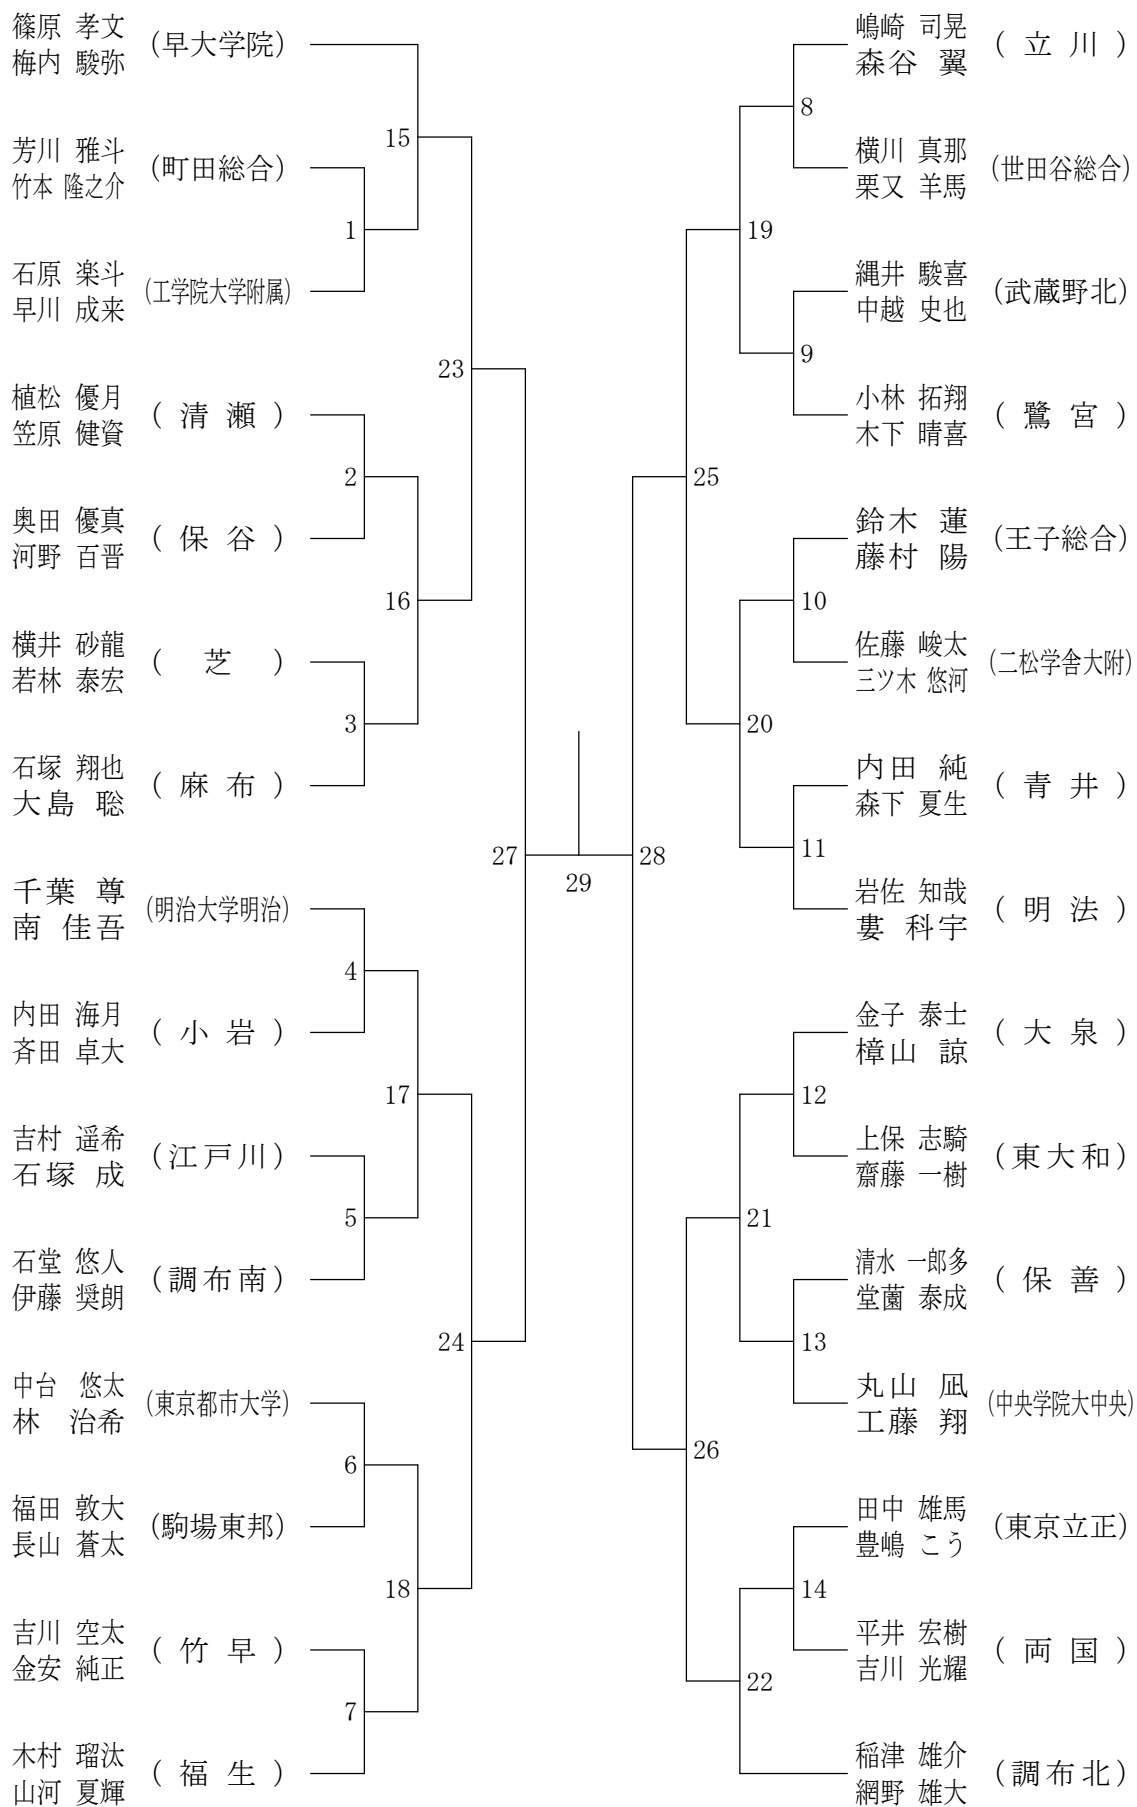 篠原 孝文
梅内 駿弥
(早大学院)
芳川 雅斗
竹本 隆之介
(町田総合)
石原 楽斗
早川 成来
(工学院大学附属)
植松 優月
笠原 健資
(清瀬)
奥田 優真
河野 百晋
(保谷)
横井 砂龍
若林 泰宏
(芝)
石塚 翔也
大島 聡
(麻布)
千葉 尊
南 佳吾
(明治大学明治)
内田 海月
斉田 卓大
(小岩)
吉村 遥希
石塚 成
(江戸川)
石堂 悠人
伊藤 奨朗
(調布南)
中台 悠太
林 治希
(東京都市大学)
福田 敦大
長山 蒼太
(駒場東邦)
吉川 空太
金安 純正
(竹早)
木村 瑠汰
山河 夏輝
(福生)
1
2
3
4
5
6
7
15
16
17
18
23
24
27
29
28
25
26
19
20
21
22
8
9
10
11
12
13
14
嶋崎 司晃
森谷 翼
(立川)
横川 真那
栗又 羊馬
(世田谷総合)
縄井 駿喜
中越 史也
(武蔵野北)
小林 拓翔
木下 晴喜
(鷺宮)
鈴木 蓮
藤村 陽
(王子総合)
佐藤 峻太
三ツ木 悠河
(二松学舎大附)
内田 純
森下 夏生
(青井)
岩佐 知哉
婁 科宇
(明法)
金子 泰士
樟山 諒
(大泉)
上保 志騎
齋藤 一樹
(東大和)
清水 一郎多
堂薗 泰成
(保善)
丸山 凪
工藤 翔
(中央学院大中央)
田中 雄馬
豊嶋 こう
(東京立正)
平井 宏樹
吉川 光耀
(両国)
稲津 雄介
網野 雄大
(調布北)